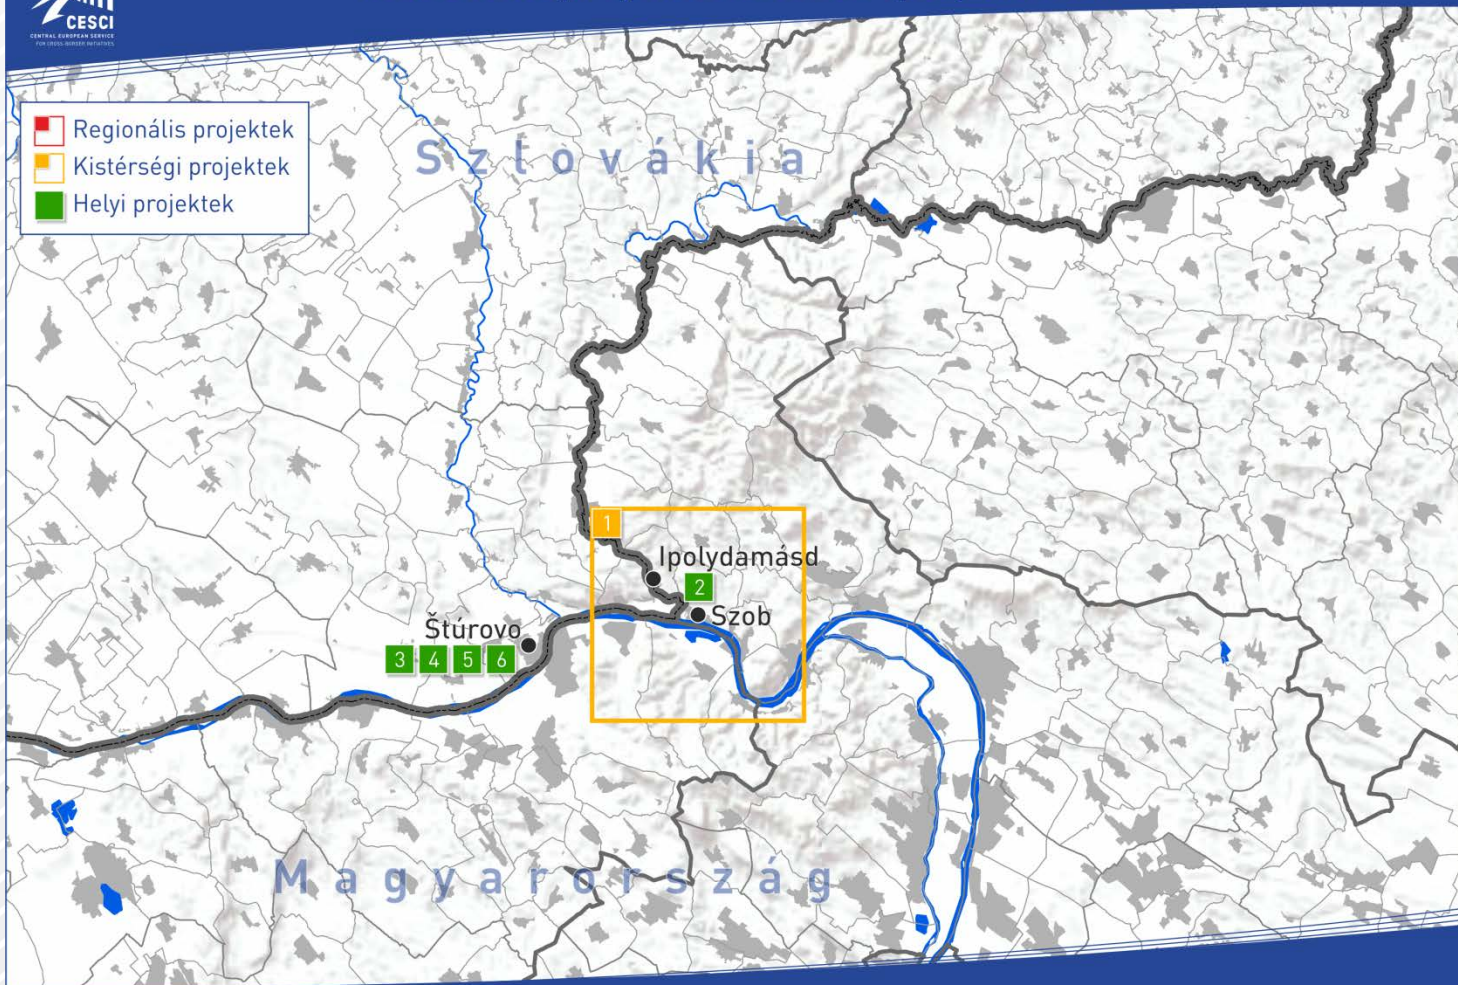 CESCI
CENTRAL EUROPEAN SERVICE
FOR CROSS-BORDER INITIATIVES
Regionális projektek
Kistérségi projektek
Helyi projektek
Szlovákia
1
Ipolydamásd
2
Szob
Štúrovo
3 4 5 6
Magyarország